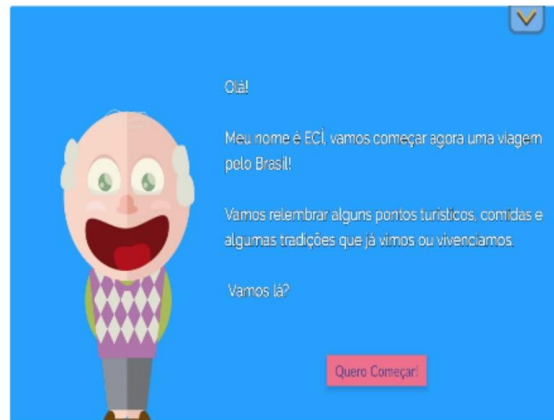 Olá!
Meu nome é ECÍ, vamos começar agora uma viagem
pelo Brasil!
Vamos relembrar alguns pontos turísticos, comidas e
algumas tradições que já vimos ou vivenciamos.
Vamos lá?
Quero Começar!